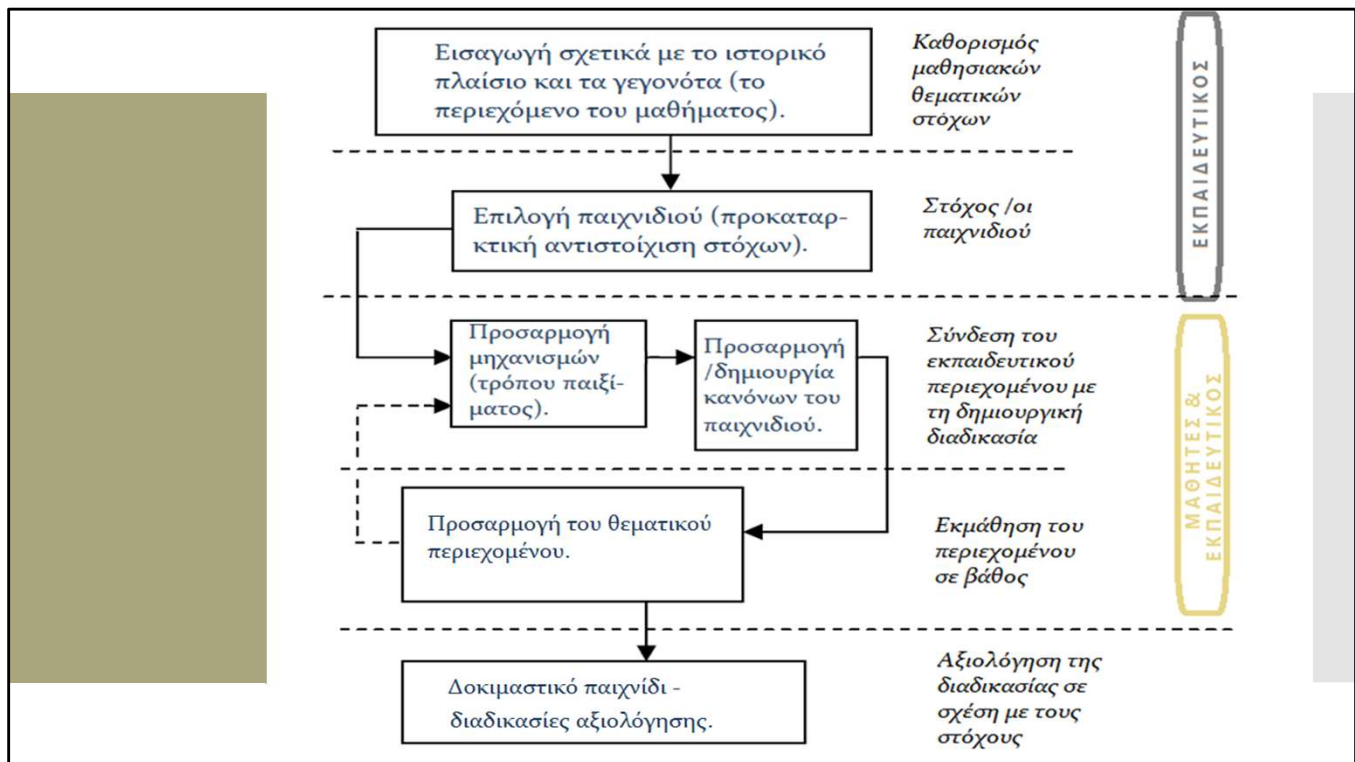 Εισαγωγή σχετικά με το ιστορικό
πλαίσιο και τα γεγονότα (το
περιεχόμενο του μαθήματος).
Καθορισμός
μαθησιακών
θεματικών
στόχων
ΕΚΠΑΙΔΕΥΤΙΚΟΣ
Επιλογή παιχνιδιού (προκαταρ-
κτική αντιστοίχιση στόχων).
Στόχος /οι
παιχνιδιού
Προσαρμογή
μηχανισμών
(τρόπου παιξί-
ματος).
Προσαρμογή
/δημιουργία
κανόνων του
παιχνιδιού.
Σύνδεση του
εκπαιδευτικού
περιεχομένου με
τη δημιουργική
διαδικασία
ΜΑΘΗΤΕΣ &
ΕΚΠΑΙΔΕΥΤΙΚΟΣ
Προσαρμογή του θεματικού
περιεχομένου.
Εκμάθηση του
περιεχομένου
σε βάθος
Δοκιμαστικό παιχνίδι -
διαδικασίες αξιολόγησης.
Αξιολόγηση της
διαδικασίας σε
σχέση με τους
στόχους